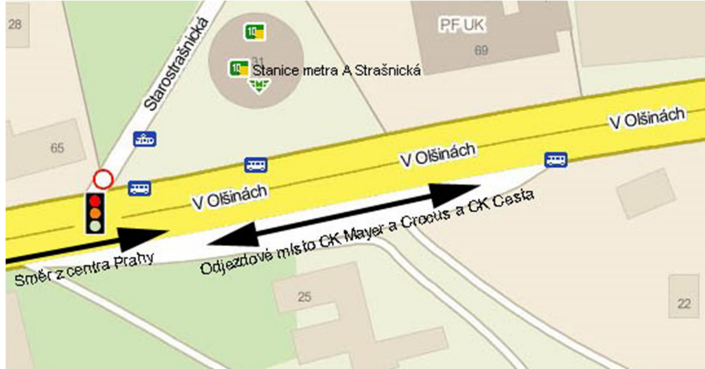 28
Starostrašnická
31
Stanice metra A Strašnická
PF UK
69
65
V Olšinách
V Olšinách
V Olšinách
Směr z centra Prahy
Odjezdové místo CK Mayer a Crocus a CK Cesta
25
22